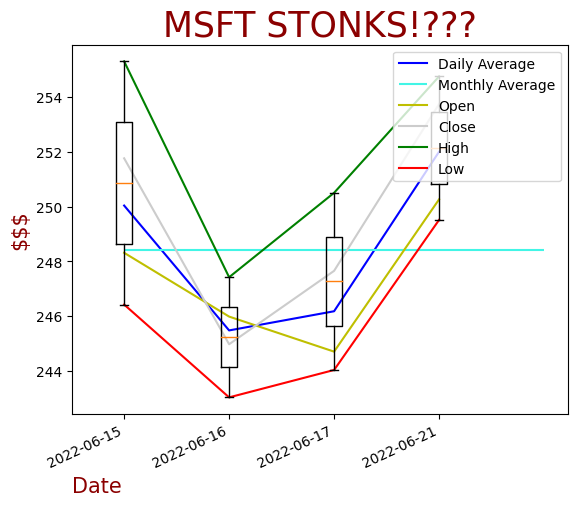 MSFT STONKS!???
Daily Average
Monthly Average
Open
Close
High
Low
$$$
254
252
250
248
246
244
2022-06-15
2022-06-16
2022-06-17
2022-06-21
Date